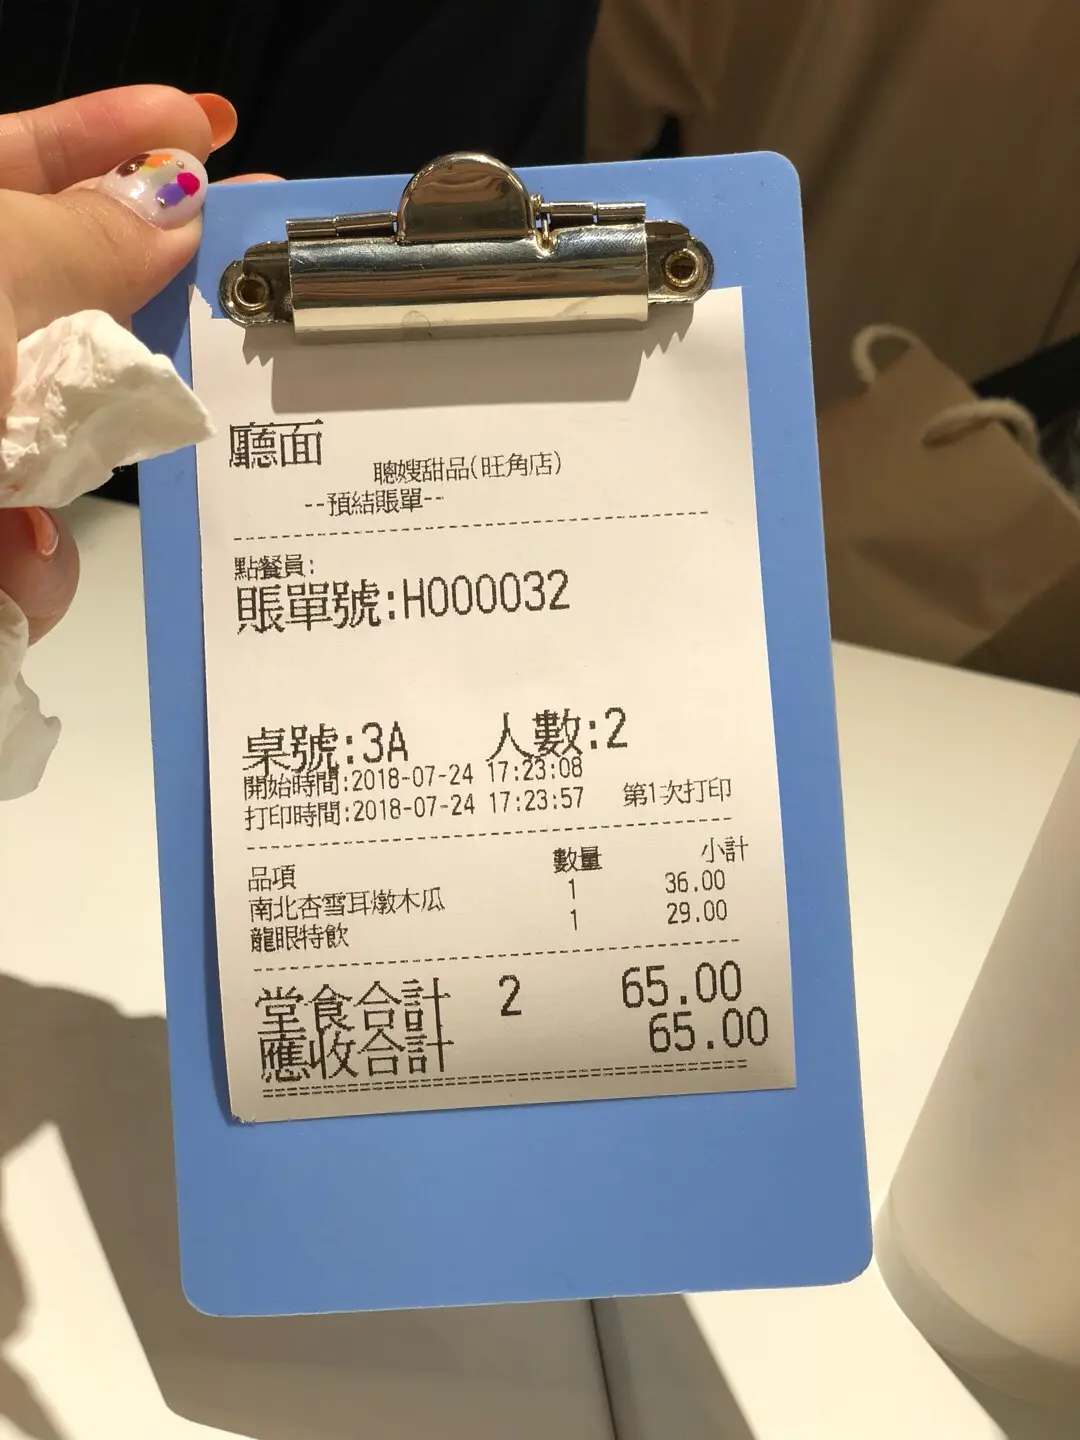 廳面
聰嫂甜品(旺角店)
--預結賬單--
點餐員:
賬單號:H000032
桌號:3A 人數:2
開始時間:2018-07-24 17:23:08
打印時間:2018-07-24 17:23:57 第1次打印
品項 數量 小計
南北杏雪耳燉木瓜 1 36.00
龍眼特飲 1 29.00
堂食合計 2 65.00
應收合計 65.00